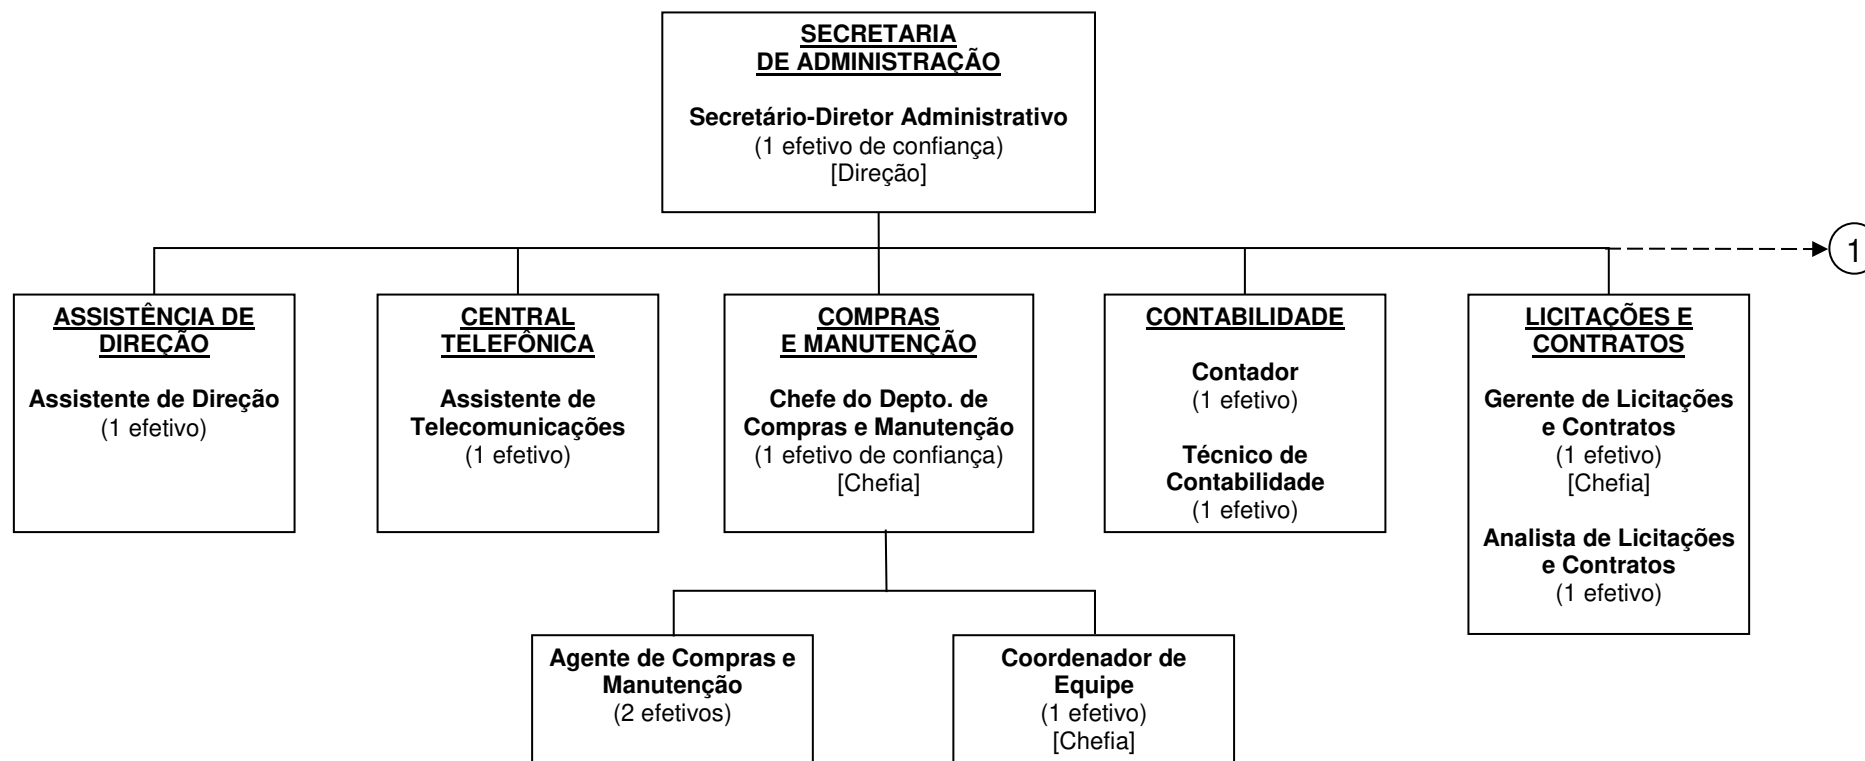 SECRETARIA
DE ADMINISTRAÇÃO
Secretário-Diretor Administrativo
(1 efetivo de confiança)
[Direção]
1
ASSISTÊNCIA DE
DIREÇÃO
Assistente de Direção
(1 efetivo)
CENTRAL
TELEFÔNICA
Assistente de
Telecomunicações
(1 efetivo)
COMPRAS
E MANUTENÇÃO
Chefe do Depto. de
Compras e Manutenção
(1 efetivo de confiança)
[Chefia]
CONTABILIDADE
Contador
(1 efetivo)
Técnico de
Contabilidade
(1 efetivo)
LICITAÇÕES E
CONTRATOS
Gerente de Licitações
e Contratos
(1 efetivo)
[Chefia]
Analista de Licitações
e Contratos
(1 efetivo)
Agente de Compras e
Manutenção
(2 efetivos)
Coordenador de
Equipe
(1 efetivo)
[Chefia]